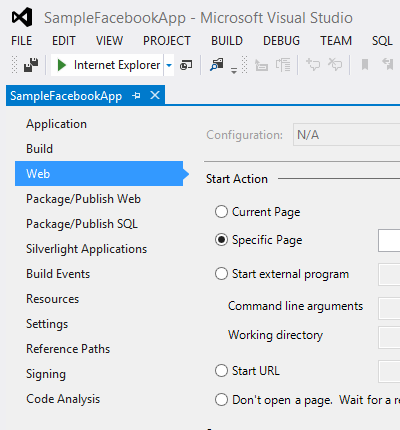 SampleFacebookApp - Microsoft Visual Studio
FILE EDIT VIEW PROJECT BUILD DEBUG TEAM SQL
Internet Explorer
SampleFacebookApp
Application
Build
Web
Package/Publish Web
Package/Publish SQL
Silverlight Applications
Build Events
Resources
Settings
Reference Paths
Signing
Code Analysis
Configuration: N/A
Start Action
Current Page
Specific Page
Start external program
Command line arguments
Working directory
Start URL
Don't open a page. Wait for a